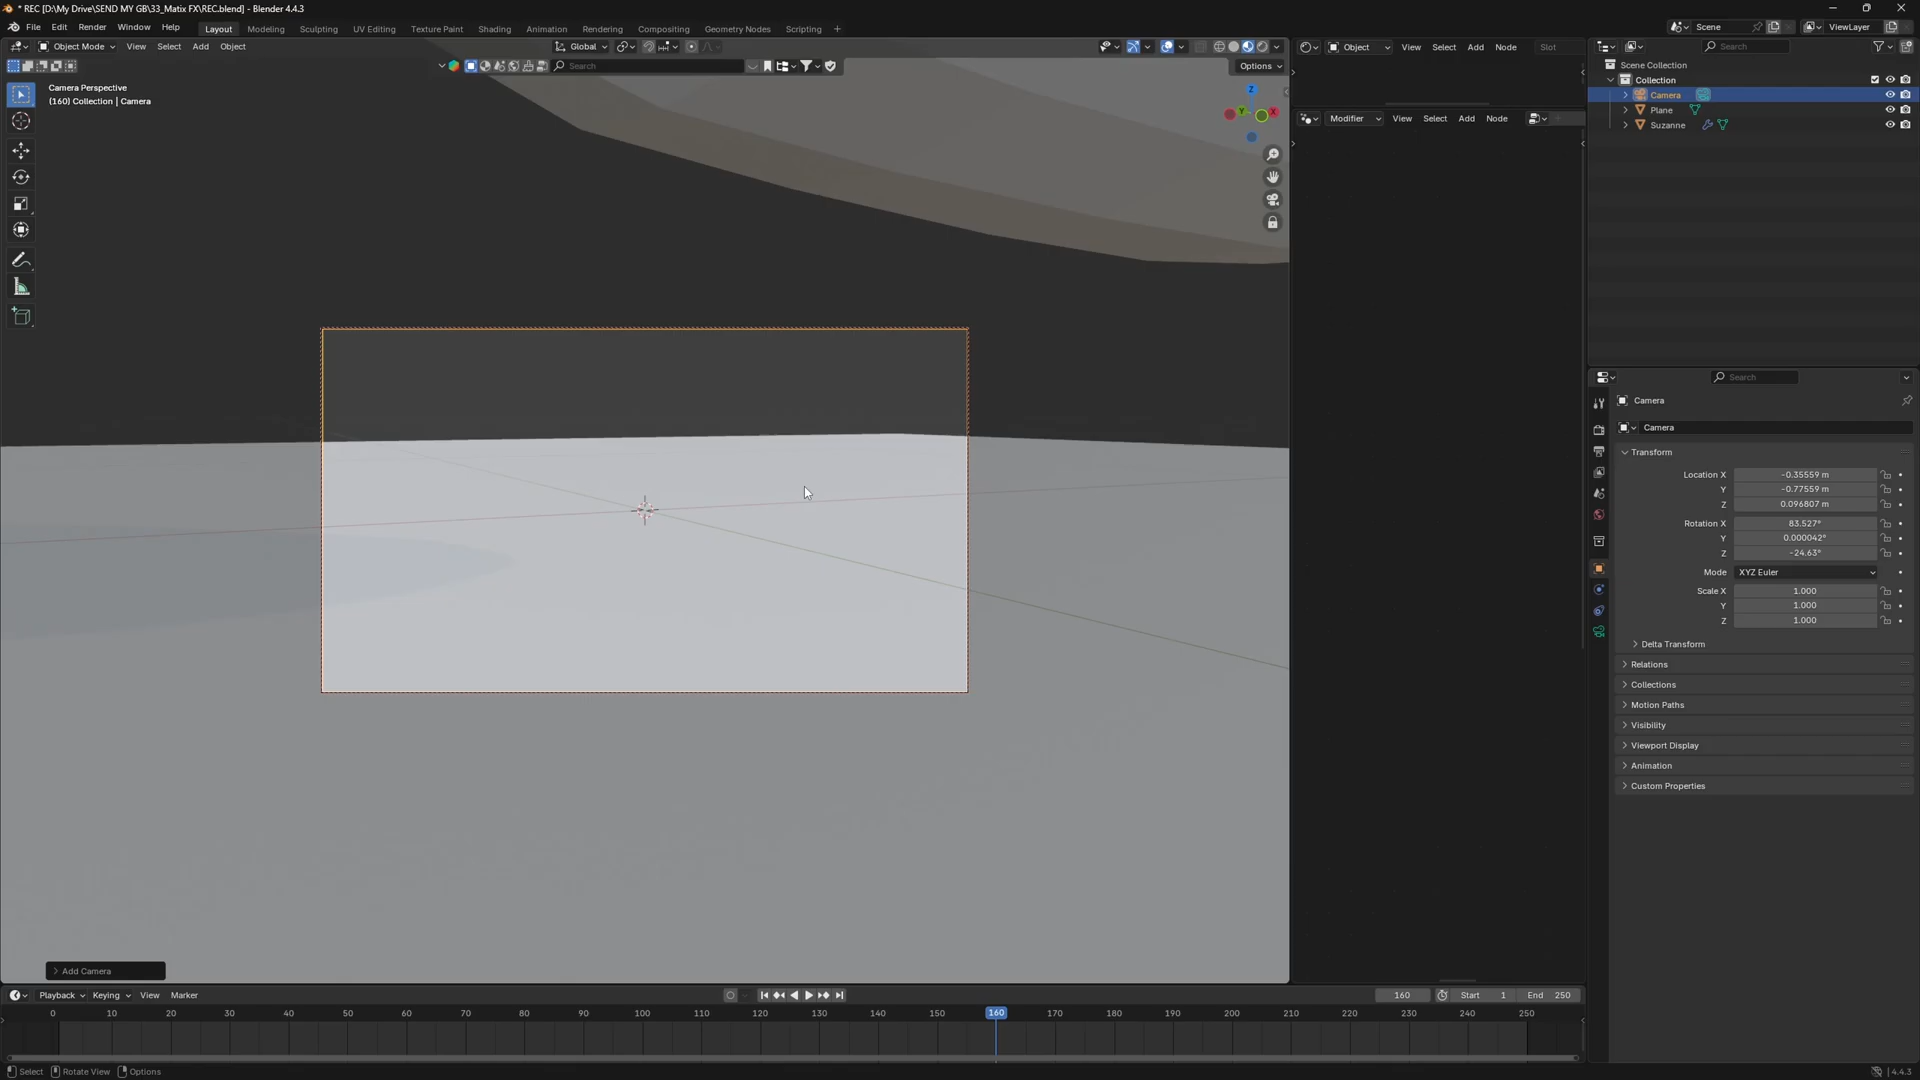 * REC [D:\My Drive\SEND MY GB\33_Matix FX\REC.blend] - Blender 4.4.3
File Edit Render Window Help Layout Modeling Sculpting UV Editing Texture Paint Shading Animation Rendering Compositing Geometry Nodes Scripting + Scene ViewLayer
Object Mode View Select Add Object Global Object View Select Add Node Slot Search
Search Options Scene Collection
Collection
Camera Perspective
(160) Collection | Camera
Camera
Plane
Suzanne
Z
Y
X
Modifier View Select Add Node
Search
Camera
Camera
Transform
Location X -0.35559 m
Y -0.77559 m
Z 0.096807 m
Rotation X 83.527°
Y 0.000042°
Z -24.63°
Mode XYZ Euler
Scale X 1.000
Y 1.000
Z 1.000
Delta Transform
Relations
Collections
Motion Paths
Visibility
Viewport Display
Animation
Custom Properties
Add Camera
Playback Keying View Marker 160 Start 1 End 250
0 10 20 30 40 50 60 70 80 90 100 110 120 130 140 150 160 170 180 190 200 210 220 230 240 250
Select Rotate View Options 4.4.3